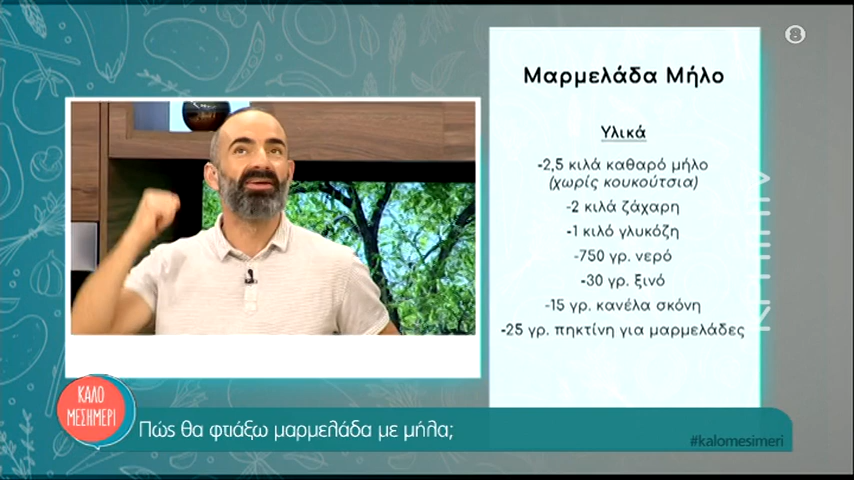 8
Μαρμελάδα Μήλο
Υλικά
-2,5 κιλά καθαρό μήλο
(χωρίς κουκούτσια)
-2 κιλά ζάχαρη
-1 κιλό γλυκόζη
-750 γρ. νερό
-30 γρ. ξινό
-15 γρ. κανέλα σκόνη
-25 γρ. πηκτίνη για μαρμελάδες
ΚΑΛΟ
ΜΕΣΗΜΕΡΙ
Πώς θα φτιάξω μαρμελάδα με μήλα;
#kalomesimeri